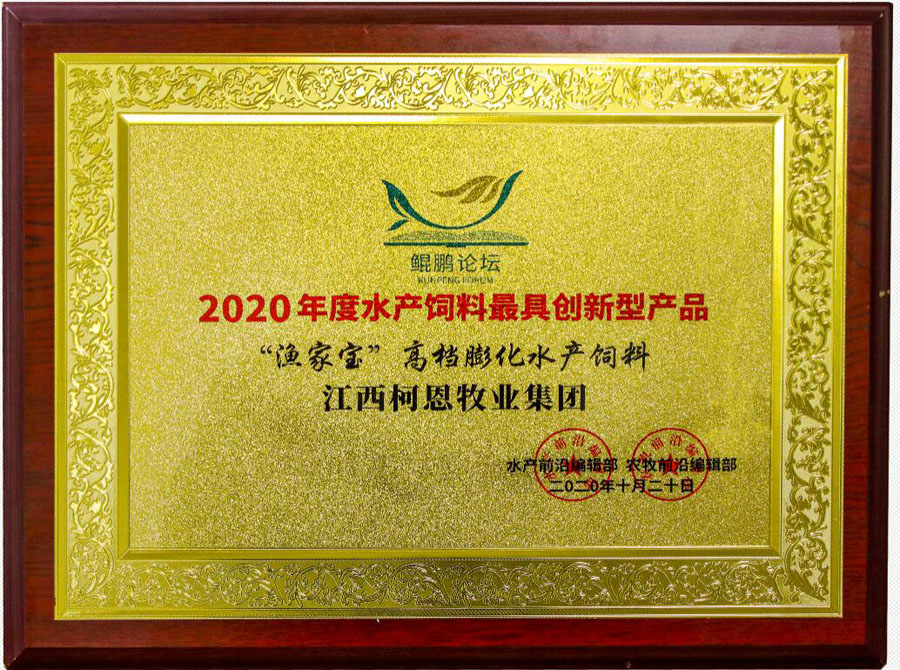 鲲鹏论坛
KUNPENG FORUM
2020年度水产饲料最具创新型产品
“渔家宝”高档膨化水产饲料
江西柯恩牧业集团
水产前沿编辑部 农牧前沿编辑部
二〇二〇年十月二十日